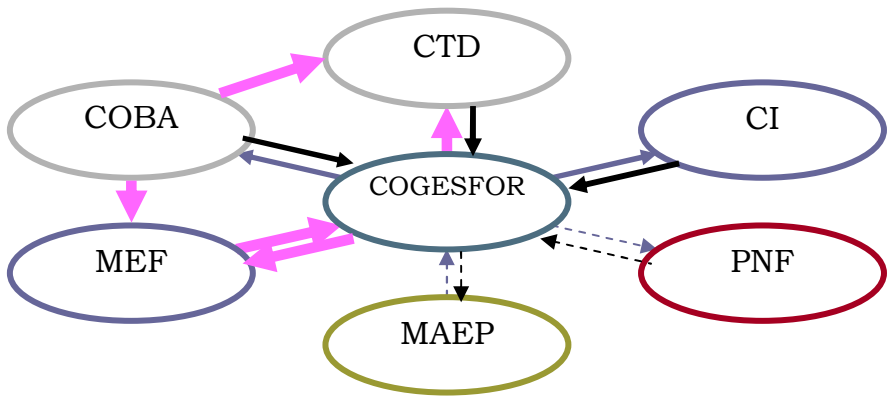 CTD
COBA
CI
COGESFOR
MEF
PNF
MAEP